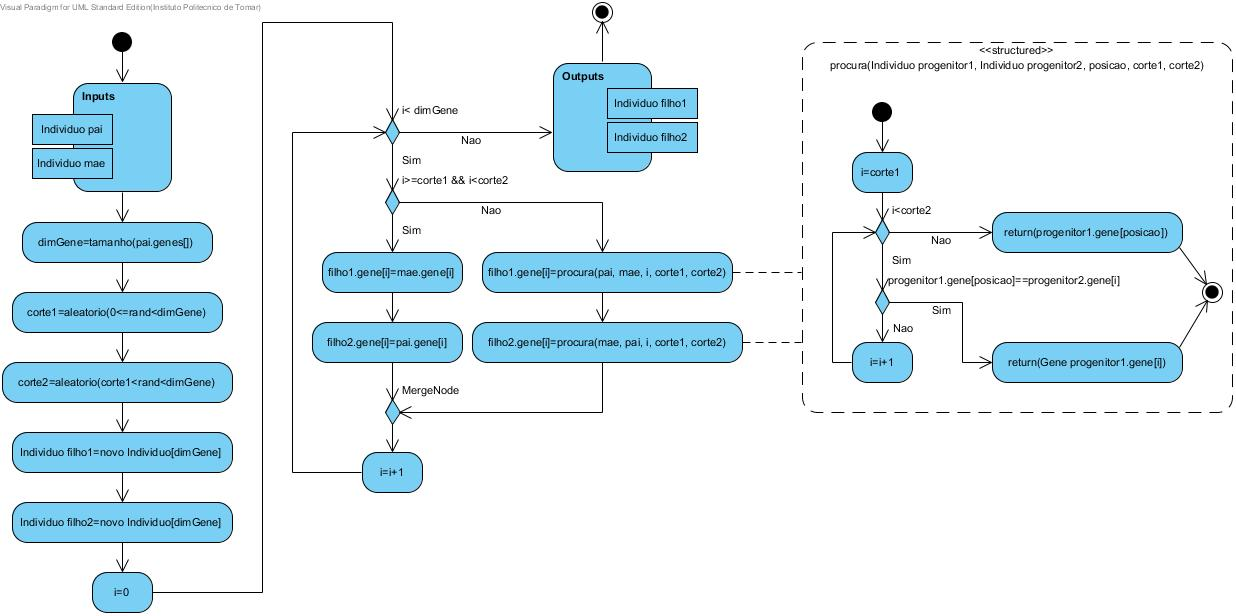 Visual Paradigm for UML Standard Edition(Instituto Politecnico de Tomar)
Inputs
Individuo pai
Individuo mae
dimGene=tamanho(pai.genes[])
corte1=aleatorio(0<=rand<dimGene)
corte2=aleatorio(corte1<rand<dimGene)
Individuo filho1=novo Individuo[dimGene]
Individuo filho2=novo Individuo[dimGene]
i=0
i< dimGene
Nao
Sim
i>=corte1 && i<corte2
Nao
Sim
filho1.gene[i]=mae.gene[i]
filho2.gene[i]=pai.gene[i]
filho1.gene[i]=procura(pai, mae, i, corte1, corte2)
filho2.gene[i]=procura(mae, pai, i, corte1, corte2)
MergeNode
i=i+1
Outputs
Individuo filho1
Individuo filho2
<<structured>>
procura(Individuo progenitor1, Individuo progenitor2, posicao, corte1, corte2)
i=corte1
i<corte2
Nao
Sim
return(progenitor1.gene[posicao])
progenitor1.gene[posicao]==progenitor2.gene[i]
Sim
Nao
i=i+1
return(Gene progenitor1.gene[i])